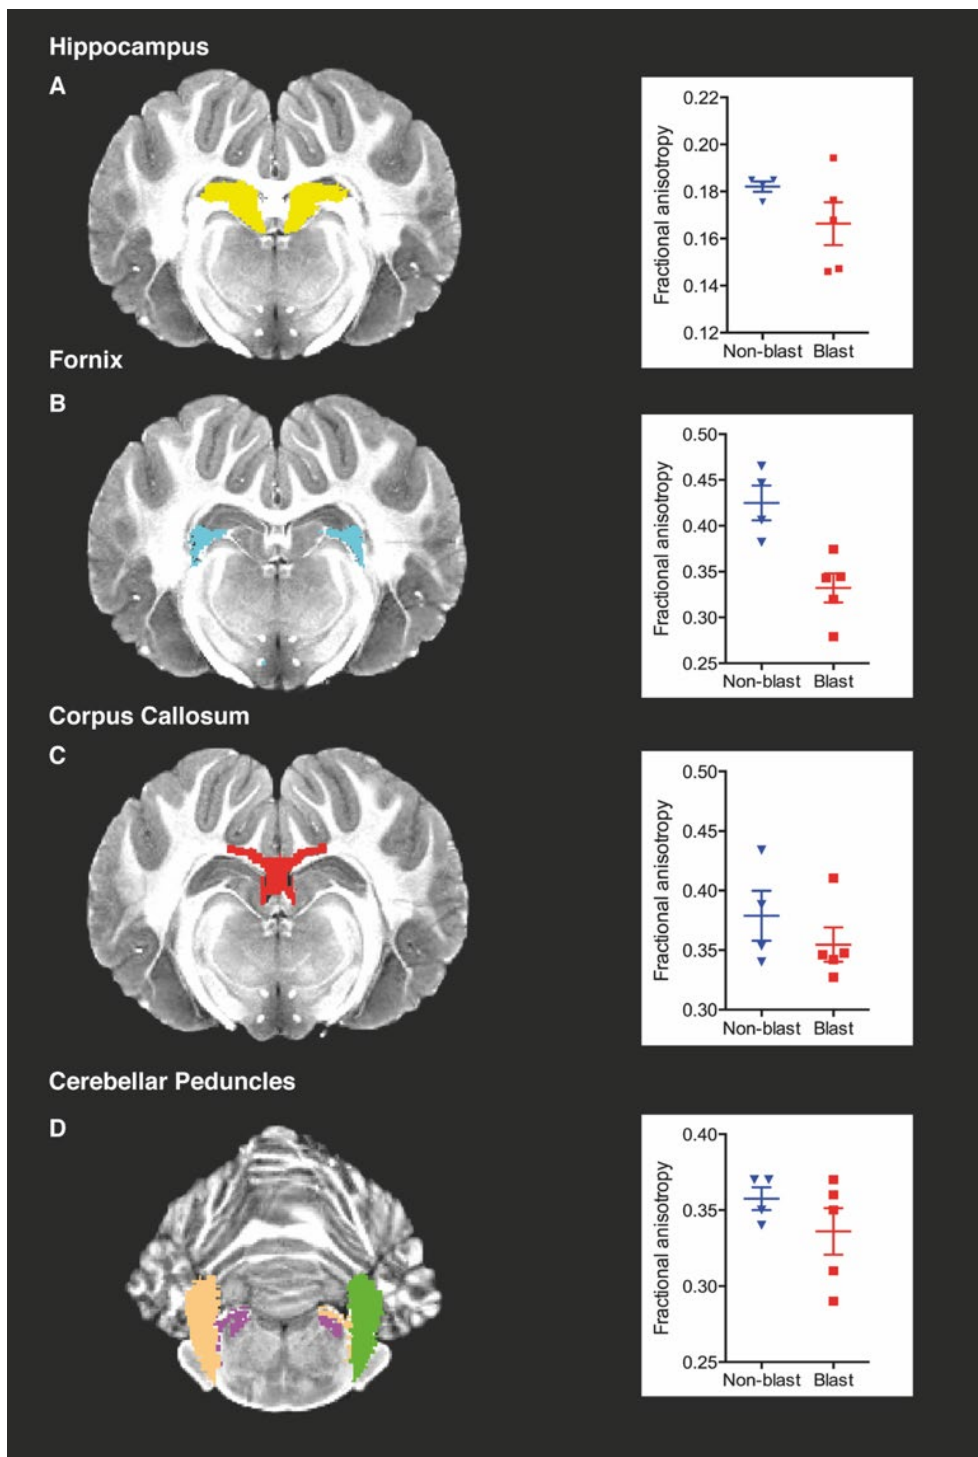 Hippocampus
A
Fractional anisotropy
0.22
0.20
0.18
0.16
0.14
0.12
Non-blast Blast
Fornix
B
Fractional anisotropy
0.50
0.45
0.40
0.35
0.30
0.25
Non-blast Blast
Corpus Callosum
C
Fractional anisotropy
0.50
0.45
0.40
0.35
0.30
Non-blast Blast
Cerebellar Peduncles
D
Fractional anisotropy
0.40
0.35
0.30
0.25
Non-blast Blast